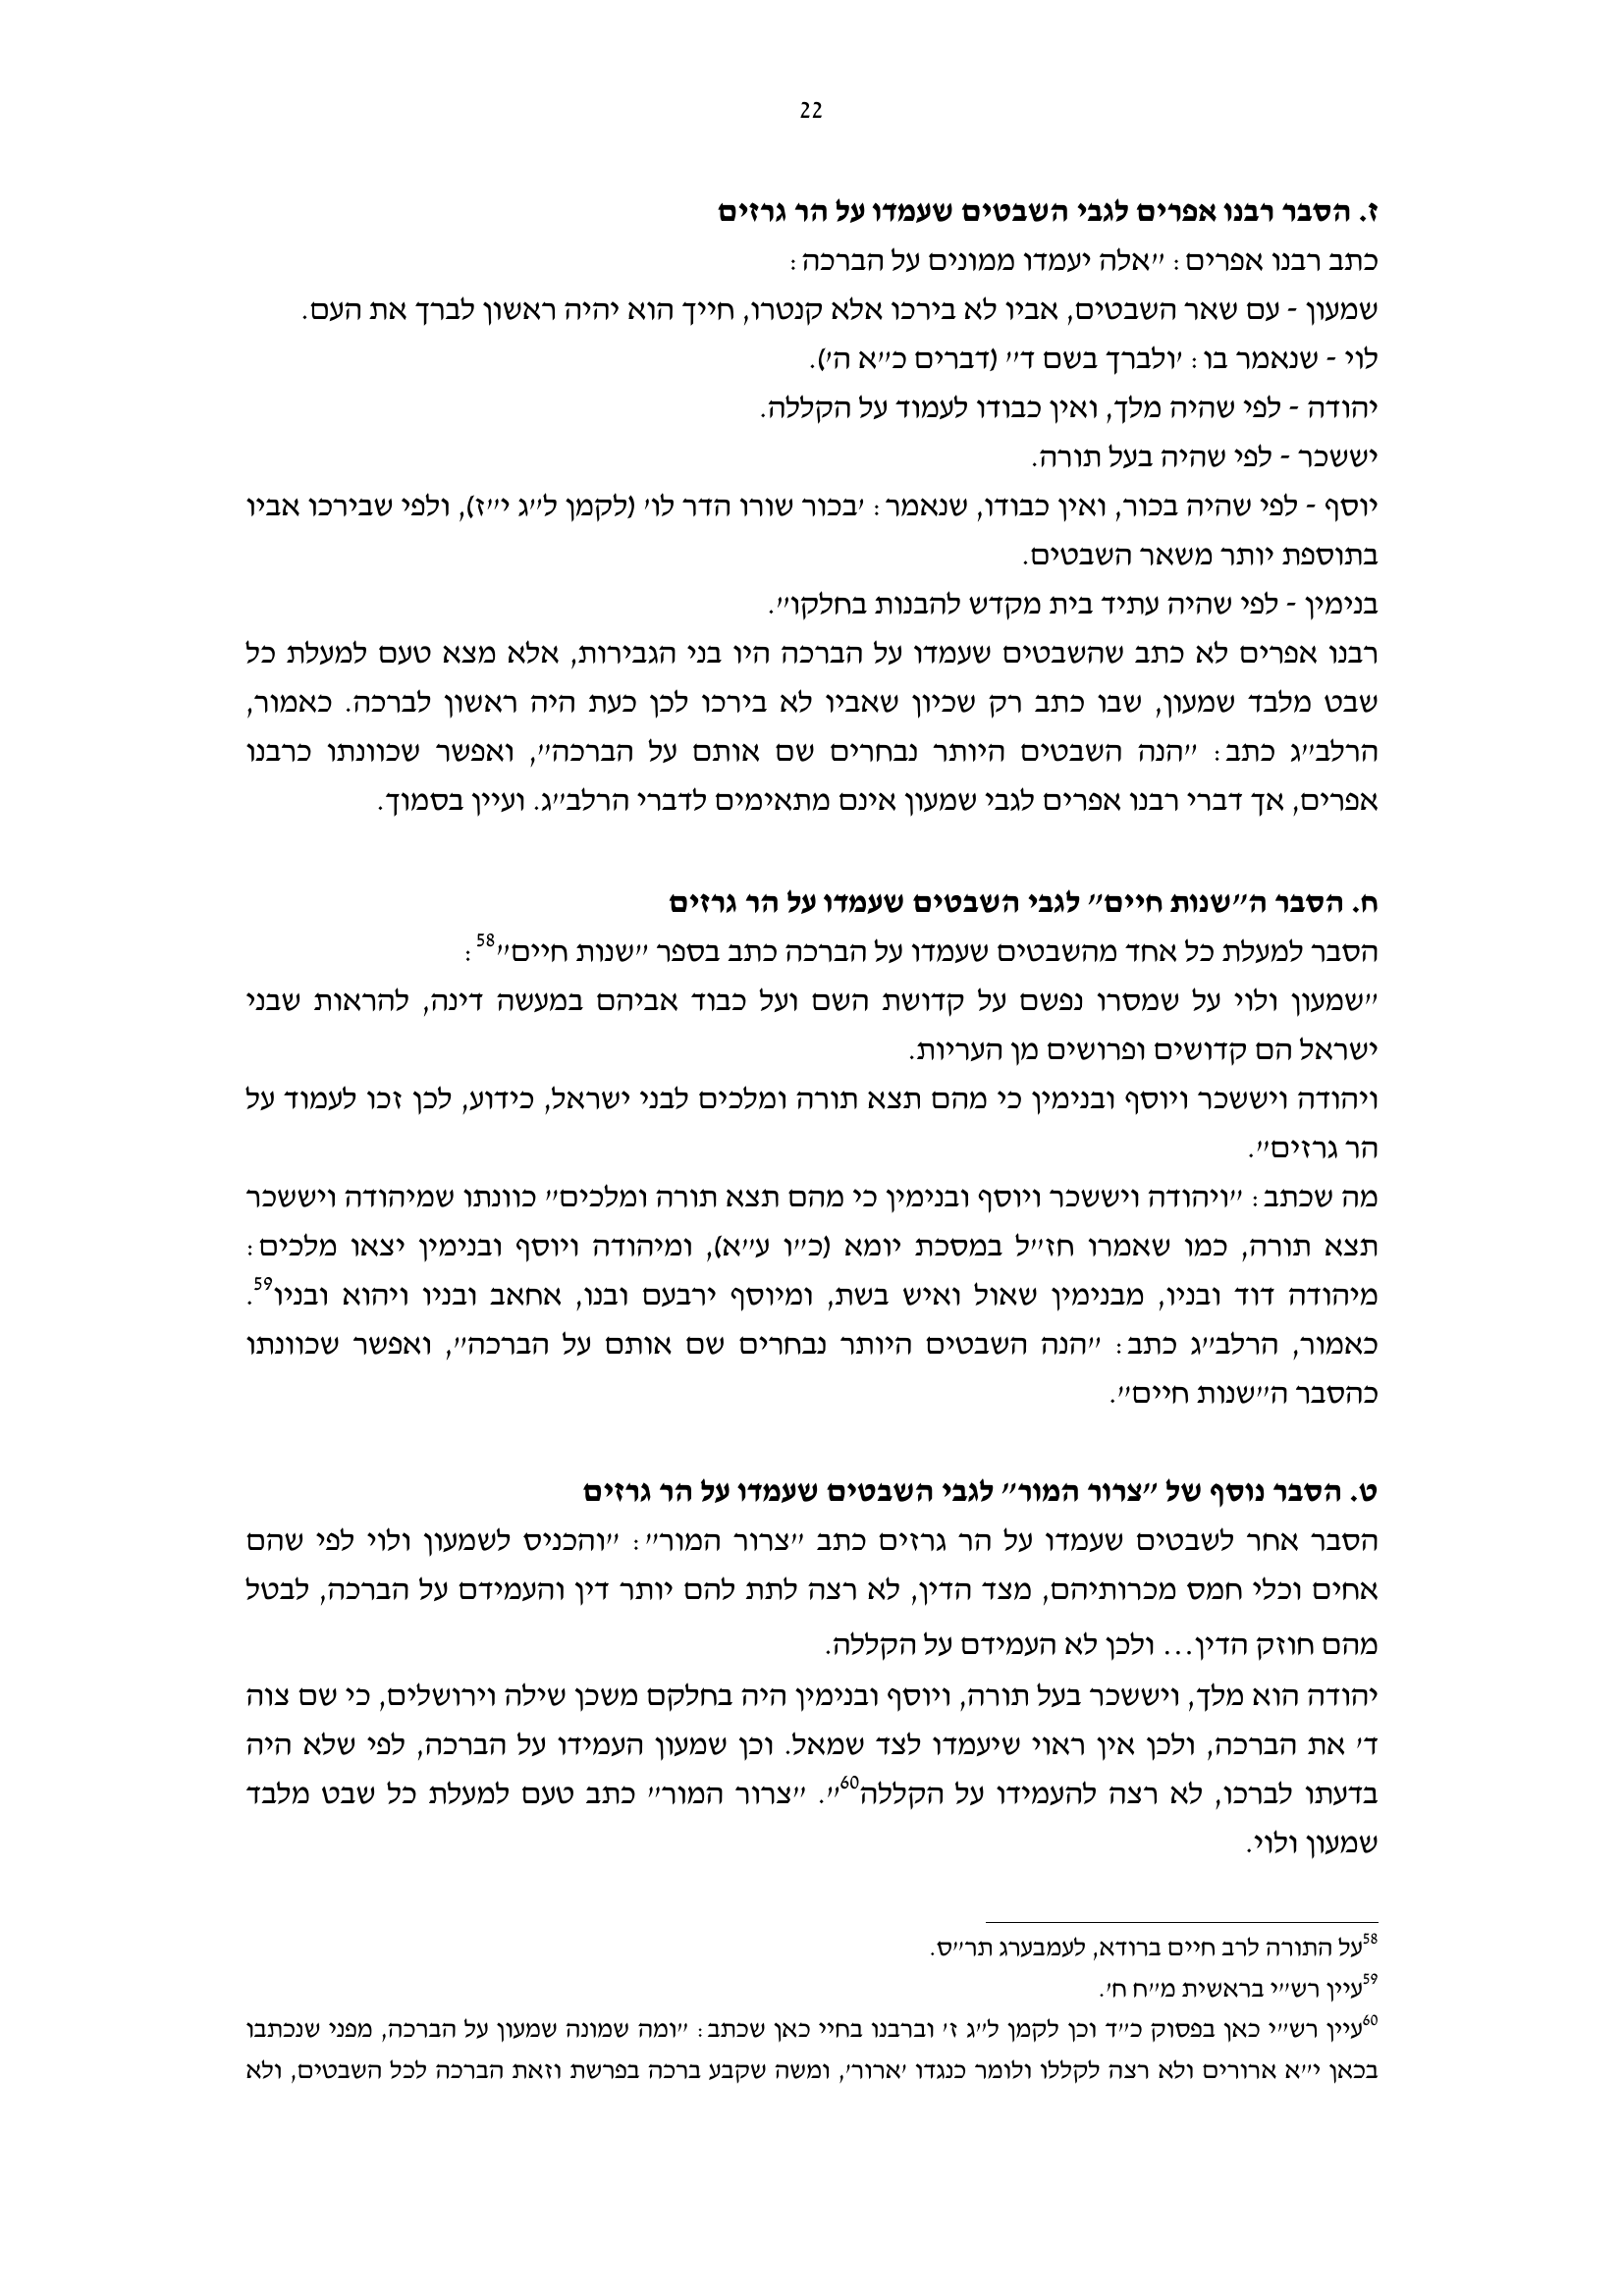 22
ז. הסבר רבנו אפרים לגבי השבטים שעמדו על הר גרזים
כתב רבנו אפרים: "אלה יעמדו ממונים על הברכה:
שמעון - עם שאר השבטים, אביו לא בירכו אלא קנטרו, חייך הוא יהיה ראשון לברך את העם.
לוי - שנאמר בו: 'ולברך בשם ד'' (דברים כ"א ה').
יהודה - לפי שהיה מלך, ואין כבודו לעמוד על הקללה.
יששכר - לפי שהיה בעל תורה.
יוסף - לפי שהיה בכור, ואין כבודו, שנאמר: 'בכור שורו הדר לו' (לקמן ל"ג י"ז), ולפי שבירכו אביו
בתוספת יותר משאר השבטים.
בנימין - לפי שהיה עתיד בית מקדש להבנות בחלקו".
רבנו אפרים לא כתב שהשבטים שעמדו על הברכה היו בני הגבירות, אלא מצא טעם למעלת כל
שבט מלבד שמעון, שבו כתב רק שכיון שאביו לא בירכו לכן כעת היה ראשון לברכה. כאמור,
הרלב"ג כתב: "הנה השבטים היותר נבחרים שם אותם על הברכה", ואפשר שכוונתו כרבנו
אפרים, אך דברי רבנו אפרים לגבי שמעון אינם מתאימים לדברי הרלב"ג. ועיין בסמוך.
ח. הסבר ה"שנות חיים" לגבי השבטים שעמדו על הר גרזים
הסבר למעלת כל אחד מהשבטים שעמדו על הברכה כתב בספר "שנות חיים"58:
"שמעון ולוי על שמסרו נפשם על קדושת השם ועל כבוד אביהם במעשה דינה, להראות שבני
ישראל הם קדושים ופרושים מן העריות.
ויהודה ויששכר ויוסף ובנימין כי מהם תצא תורה ומלכים לבני ישראל, כידוע, לכן זכו לעמוד על
הר גרזים".
מה שכתב: "ויהודה ויששכר ויוסף ובנימין כי מהם תצא תורה ומלכים" כוונתו שמיהודה ויששכר
תצא תורה, כמו שאמרו חז"ל במסכת יומא (כ"ו ע"א), ומיהודה ויוסף ובנימין יצאו מלכים:
מיהודה דוד ובניו, מבנימין שאול ואיש בשת, ומיוסף ירבעם ובנו, אחאב ובניו ויהוא ובניו59.
כאמור, הרלב"ג כתב: "הנה השבטים היותר נבחרים שם אותם על הברכה", ואפשר שכוונתו
כהסבר ה"שנות חיים".
ט. הסבר נוסף של "צרור המור" לגבי השבטים שעמדו על הר גרזים
הסבר אחר לשבטים שעמדו על הר גרזים כתב "צרור המור": "והכניס לשמעון ולוי לפי שהם
אחים וכלי חמס מכרותיהם, מצד הדין, לא רצה לתת להם יותר דין והעמידם על הברכה, לבטל
מהם חוזק הדין... ולכן לא העמידם על הקללה.
יהודה הוא מלך, ויששכר בעל תורה, ויוסף ובנימין היה בחלקם משכן שילה וירושלים, כי שם צוה
ד' את הברכה, ולכן אין ראוי שיעמדו לצד שמאל. וכן שמעון העמידו על הברכה, לפי שלא היה
בדעתו לברכו, לא רצה להעמידו על הקללה60". "צרור המור" כתב טעם למעלת כל שבט מלבד
שמעון ולוי.
58על התורה לרב חיים ברודא, לעמבערג תר"ס.
59עיין רש"י בראשית מ"ח ח'.
60עיין רש"י כאן בפסוק כ"ד וכן לקמן ל"ג ז' וברבנו בחיי כאן שכתב: "ומה שמונה שמעון על הברכה, מפני שנכתבו
בכאן י"א ארורים ולא רצה לקללו ולומר כנגדו 'ארור', ומשה שקבע ברכה בפרשת וזאת הברכה לכל השבטים, ולא